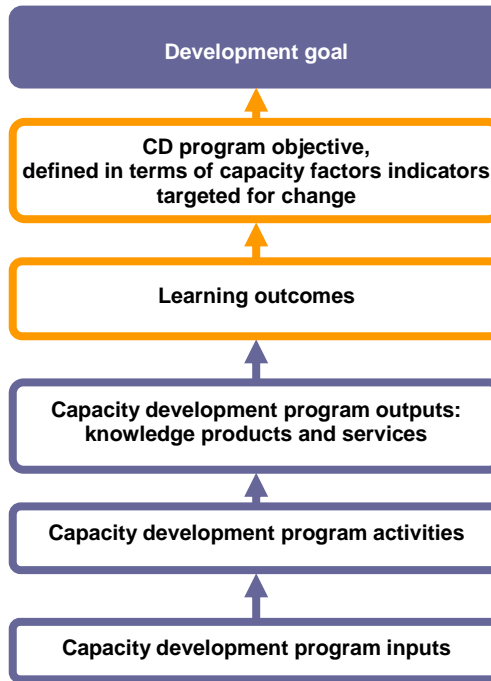 Development goal
CD program objective,
defined in terms of capacity factors indicators
targeted for change
Learning outcomes
Capacity development program outputs:
knowledge products and services
Capacity development program activities
Capacity development program inputs